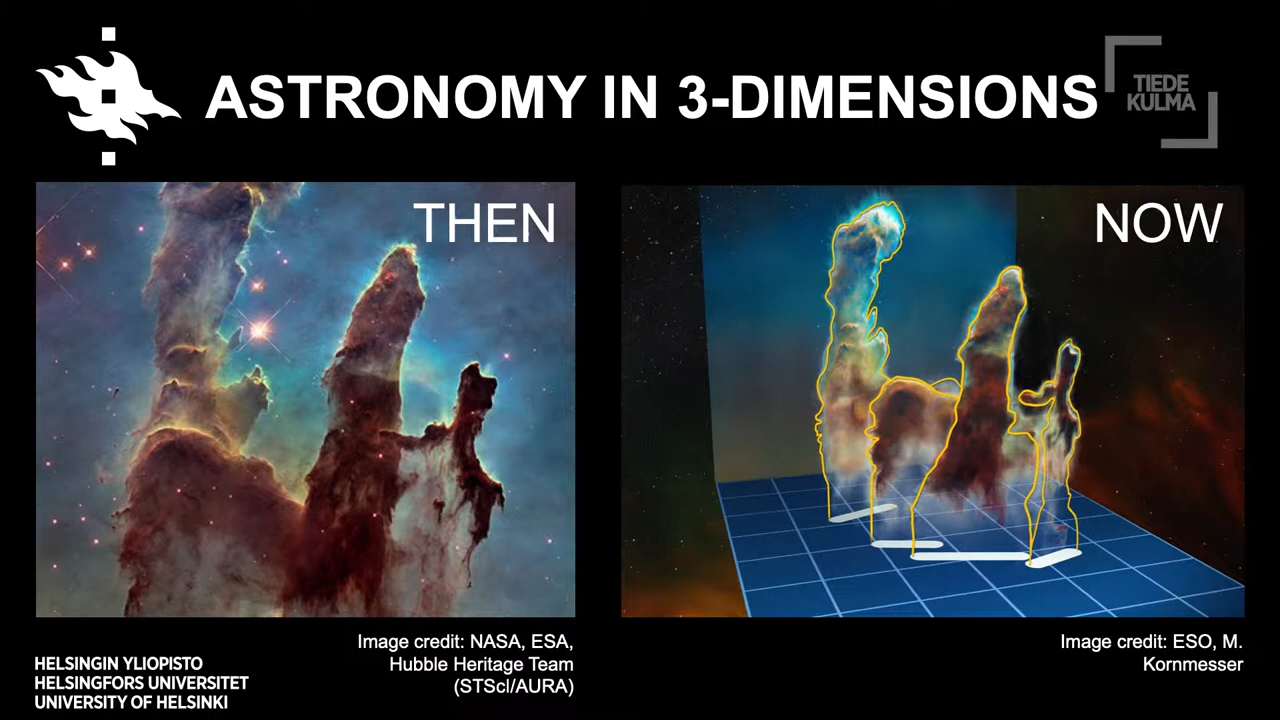 ASTRONOMY IN 3-DIMENSIONS
TIEDE
KULMA
THEN
NOW
Image credit: NASA, ESA,
Hubble Heritage Team
(STScI/AURA)
Image credit: ESO, M.
Kornmesser
HELSINGIN YLIOPISTO
HELSINGFORS UNIVERSITET
UNIVERSITY OF HELSINKI